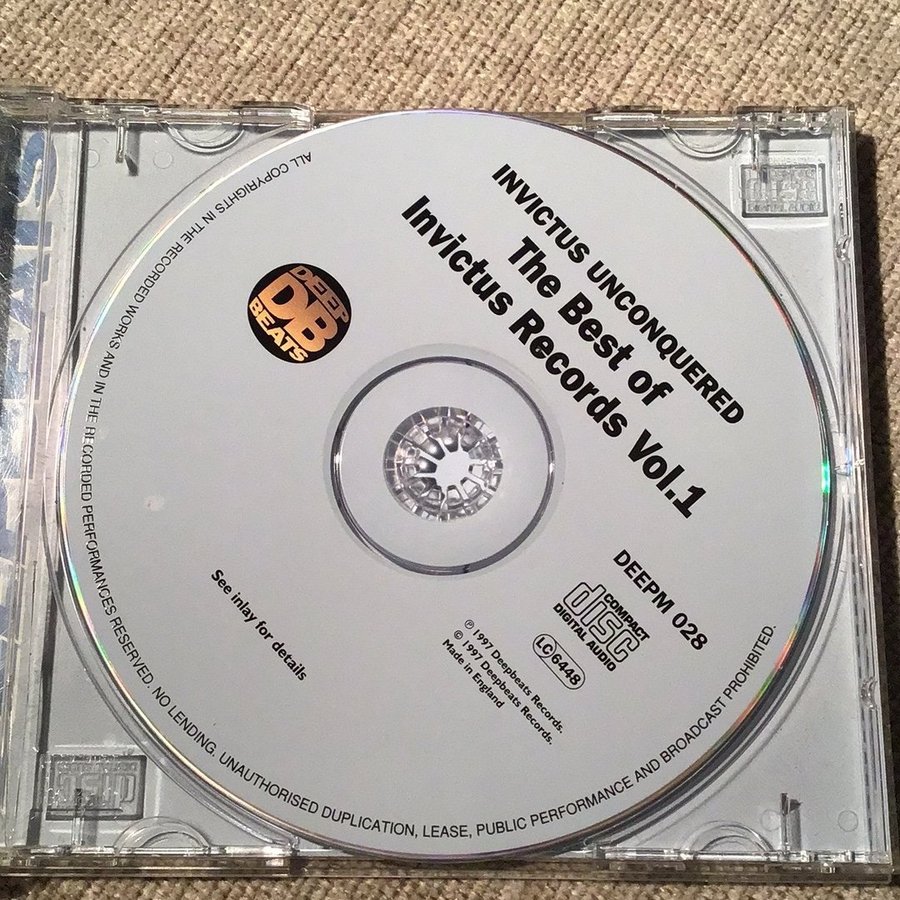 INVICTUS UNCONQUERED
The Best of
Invictus Records Vol.1
DEEP
DB
BEATS
DEEPM 028
COMPACT
disc
DIGITAL AUDIO
LC 6448
See inlay for details
℗ 1997 Deepbeats Records.
© 1997 Deepbeats Records.
Made in England
ALL COPYRIGHTS IN THE RECORDED WORKS AND IN THE RECORDED PERFORMANCES RESERVED. NO LENDING. UNAUTHORISED DUPLICATION, LEASE, PUBLIC PERFORMANCE AND BROADCAST PROHIBITED.